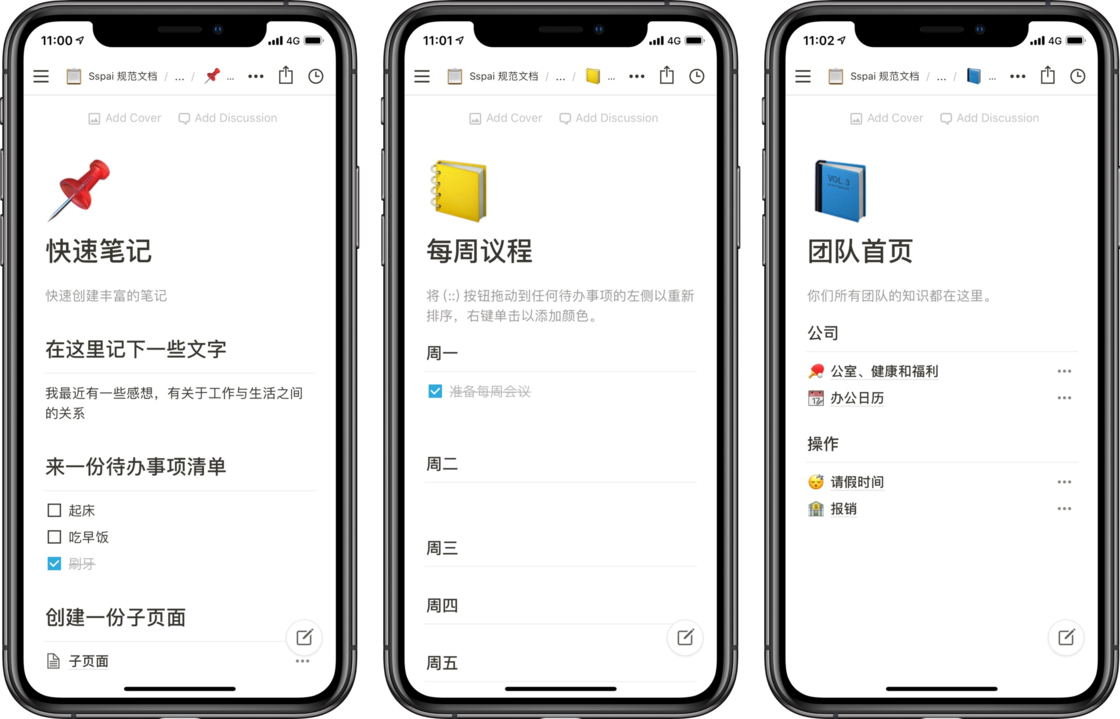 11:00
4G
Sspai 规范文档 / ... / ...
Add Cover Add Discussion
快速笔记
快速创建丰富的笔记
在这里记下一些文字
我最近有一些感想，有关于工作与生活之间
的关系
来一份待办事项清单
起床
吃早饭
刷牙
创建一份子页面
子页面
11:01
4G
Sspai 规范文档 / ... / ...
Add Cover Add Discussion
每周议程
将 (::) 按钮拖动到任何待办事项的左侧以重新
排序，右键单击以添加颜色。
周一
准备每周会议
周二
周三
周四
周五
11:02
4G
Sspai 规范文档 / ... / ...
Add Cover Add Discussion
VOL. 3
团队首页
你们所有团队的知识都在这里。
公司
公室、健康和福利
办公日历
操作
请假时间
报销